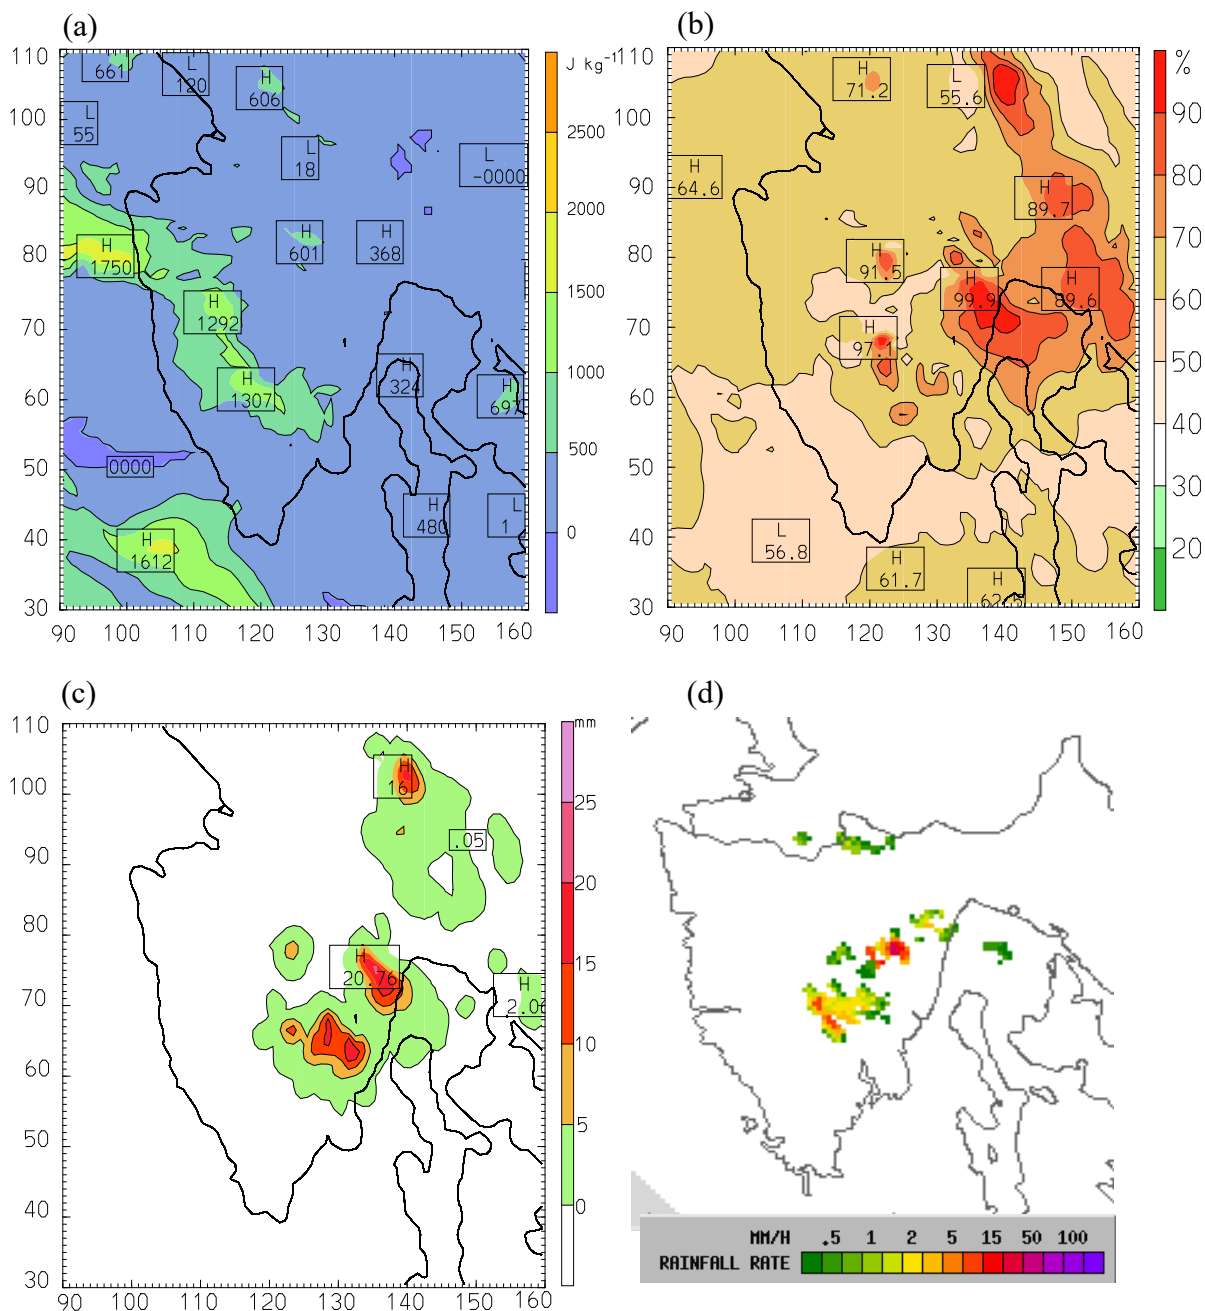 (a)
(b)
110
100
90
80
70
60
50
40
30
90 100 110 120 130 140 150 160
H
661
L
120
H
606
L
55
L
18
L
-0000
H
601
H
368
H
1750
H
1292
H
1307
H
324
H
697
0000
H
480
L
1
H
1612
J kg⁻¹
2500
2000
1500
1000
500
0
110
100
90
80
70
60
50
40
30
90 100 110 120 130 140 150 160
H
71.2
L
55.6
H
64.6
H
89.7
H
91.5
H
99.9
H
89.6
H
97.1
L
56.8
H
61.7
H
%
90
80
70
60
50
40
30
20
(c)
(d)
110
100
90
80
70
60
50
40
30
90 100 110 120 130 140 150 160
H
16
.05
H
20.76
H
mm
25
20
15
10
5
0
MM/H .5 1 2 5 15 50 100
RAINFALL RATE